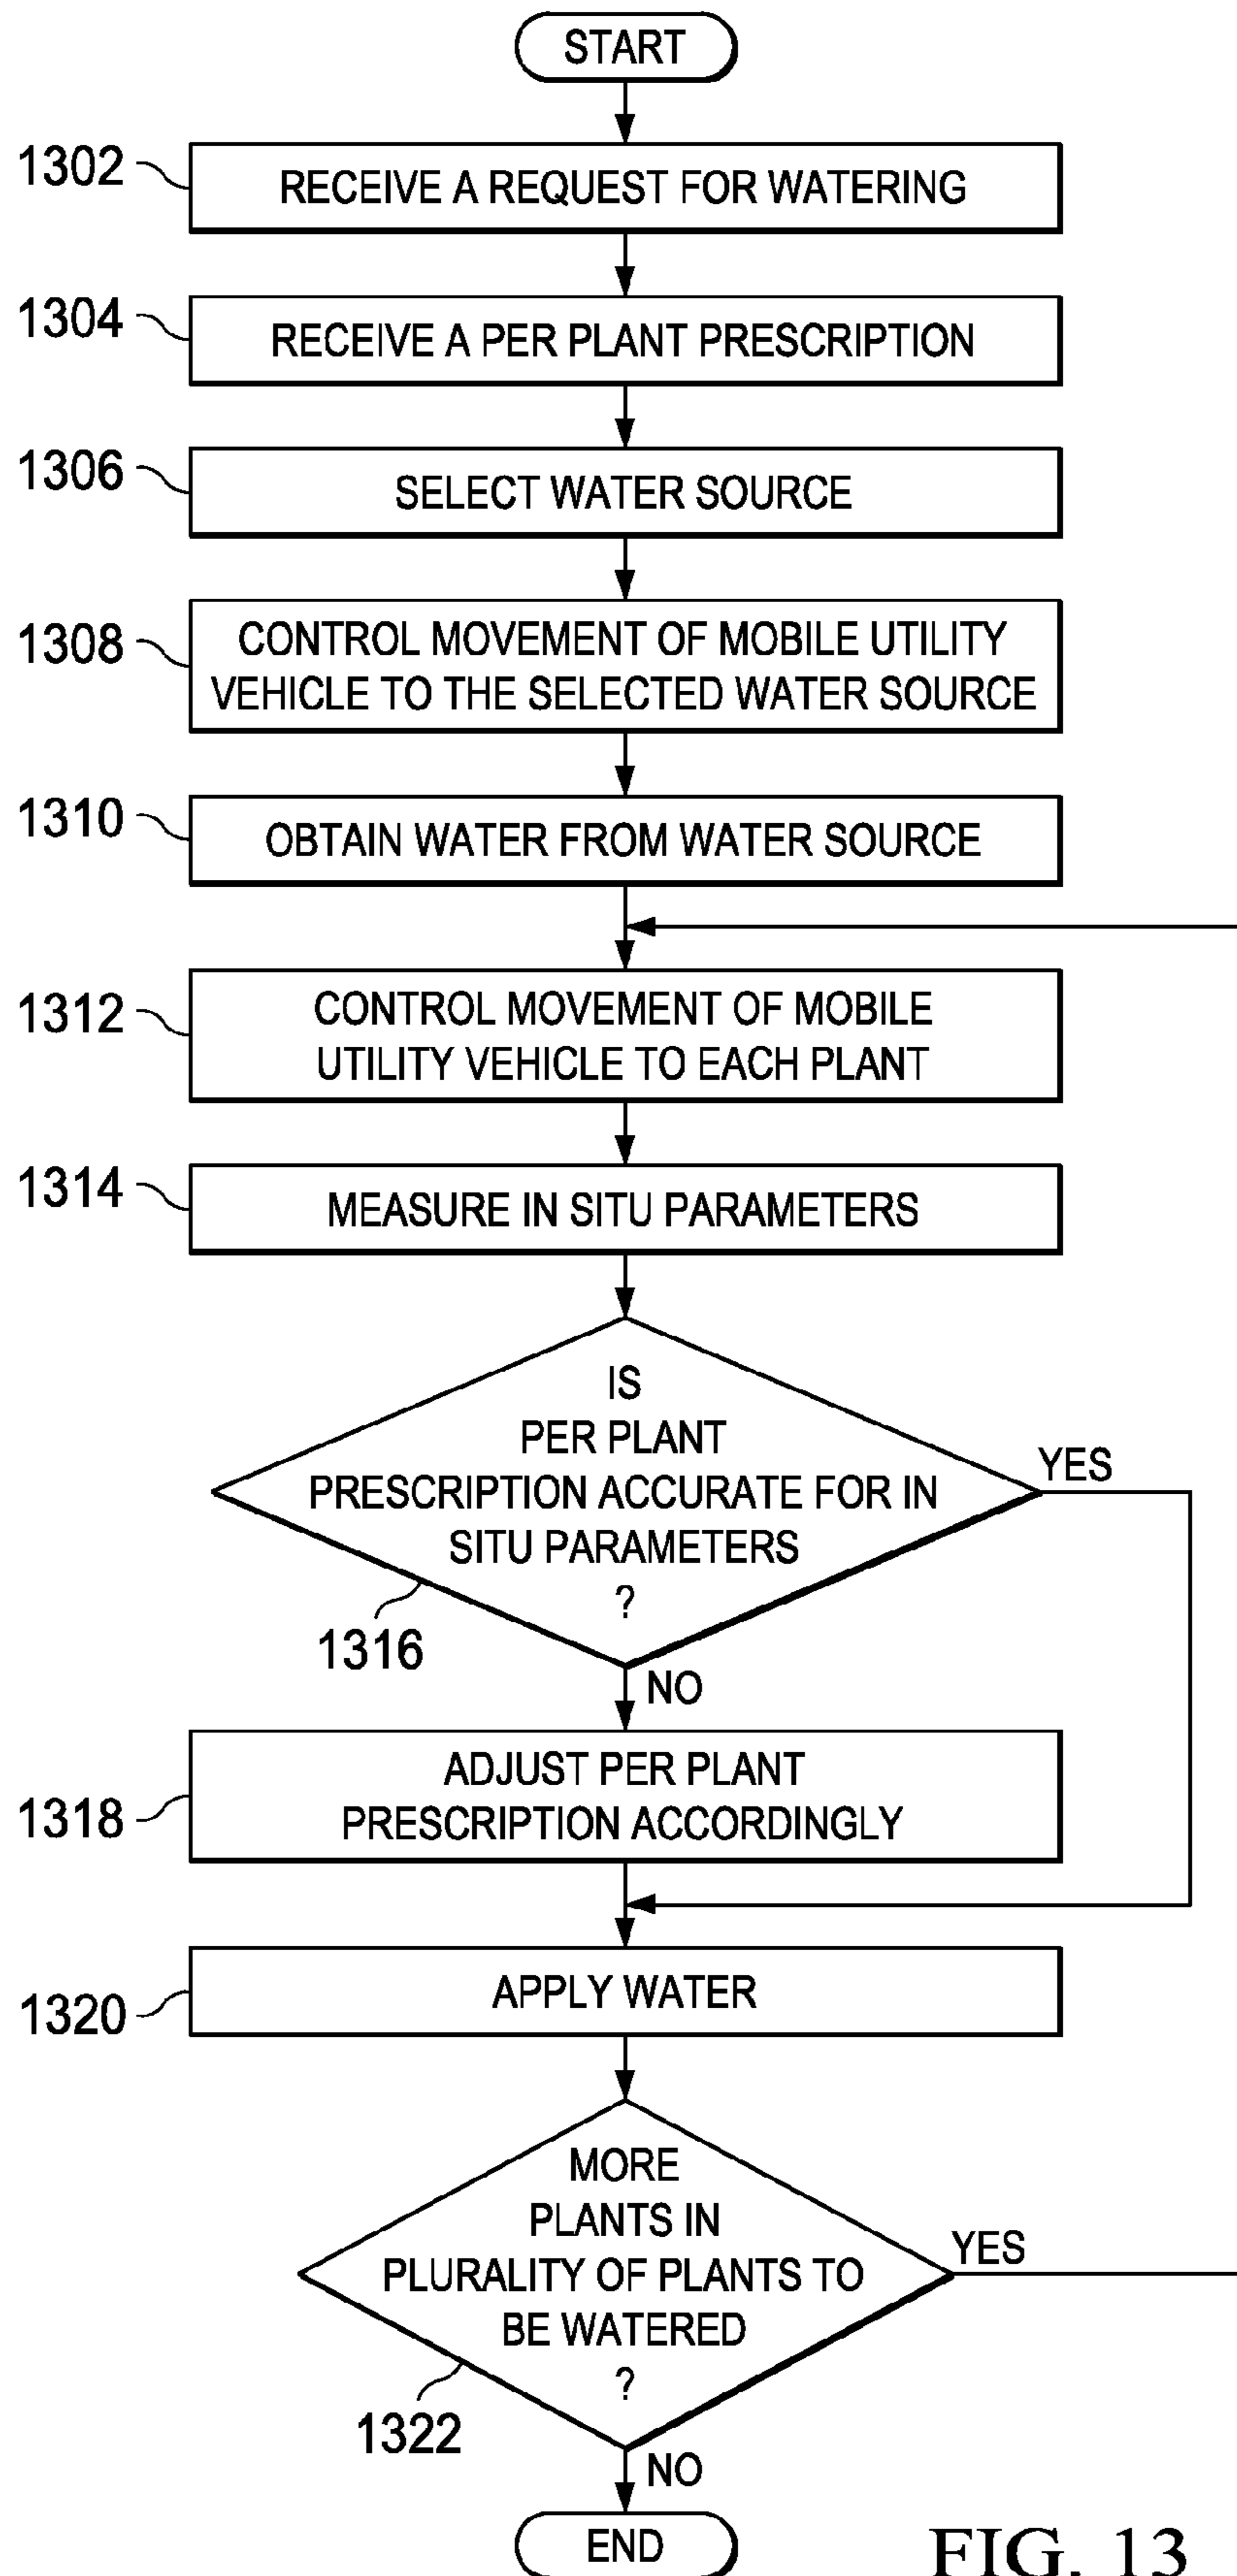 START
1302
RECEIVE A REQUEST FOR WATERING
1304
RECEIVE A PER PLANT PRESCRIPTION
1306
SELECT WATER SOURCE
1308
CONTROL MOVEMENT OF MOBILE UTILITY
VEHICLE TO THE SELECTED WATER SOURCE
1310
OBTAIN WATER FROM WATER SOURCE
1312
CONTROL MOVEMENT OF MOBILE
UTILITY VEHICLE TO EACH PLANT
1314
MEASURE IN SITU PARAMETERS
IS
PER PLANT
PRESCRIPTION ACCURATE FOR IN
SITU PARAMETERS
?
YES
1316
NO
1318
ADJUST PER PLANT
PRESCRIPTION ACCORDINGLY
1320
APPLY WATER
MORE
PLANTS IN
PLURALITY OF PLANTS TO
BE WATERED
?
YES
1322
NO
END
FIG. 13